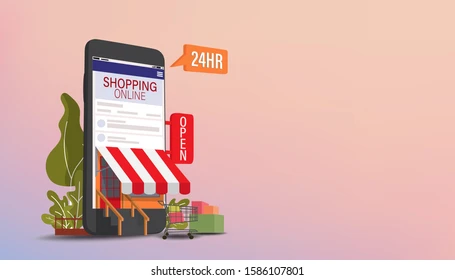 24HR
SHOPPING
ONLINE
OPEN
shutterstock.com · 1586107801